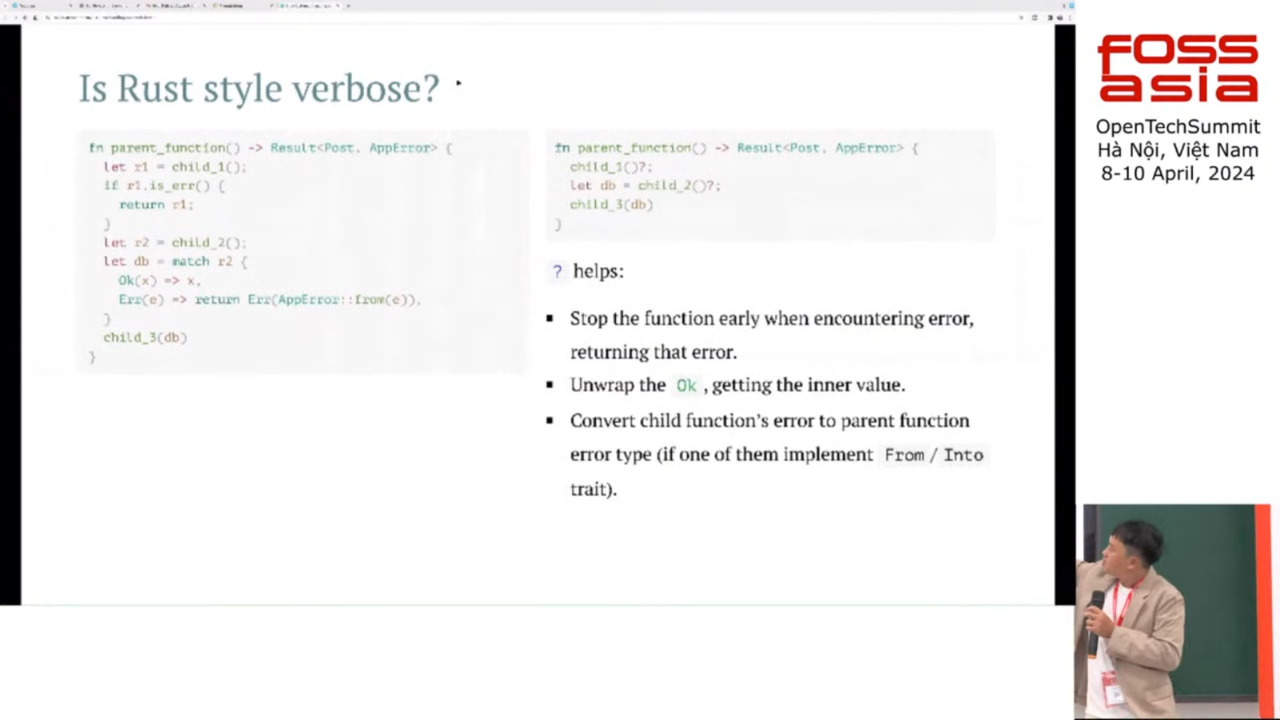 Is Rust style verbose?
fn parent_function() -> Result<Post, AppError> {
let r1 = child_1();
if r1.is_err() {
return r1;
}
let r2 = child_2();
let db = match r2 {
Ok(x) => x,
Err(e) => return Err(AppError::from(e)),
}
child_3(db)
}
fn parent_function() -> Result<Post, AppError> {
child_1()?;
let db = child_2()?;
child_3(db)
}
? helps:
▪ Stop the function early when encountering error,
returning that error.
▪ Unwrap the Ok , getting the inner value.
▪ Convert child function's error to parent function
error type (if one of them implement From / Into
trait).
FOSS
asia
OpenTechSummit
Hà Nội, Việt Nam
8-10 April, 2024